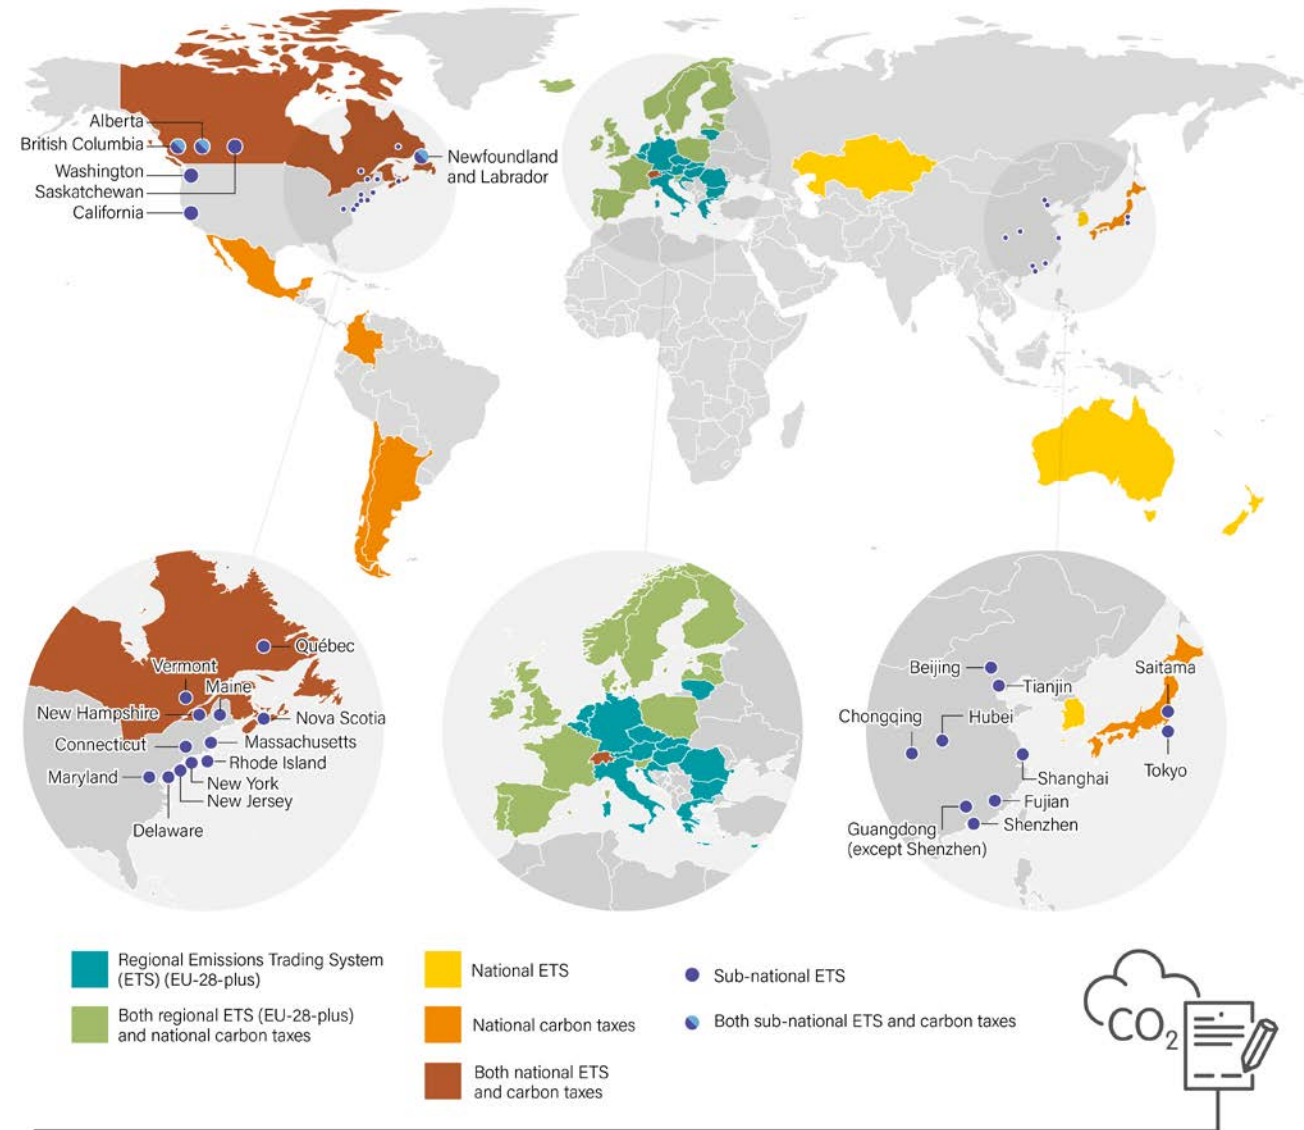 Alberta
British Columbia
Washington
Saskatchewan
California
Newfoundland
and Labrador
Québec
Vermont
Maine
New Hampshire
Nova Scotia
Connecticut
Massachusetts
Rhode Island
Maryland
New York
New Jersey
Delaware
Beijing
Saitama
Tianjin
Chongqing
Hubei
Tokyo
Shanghai
Fujian
Guangdong
(except Shenzhen)
Shenzhen
Regional Emissions Trading System
(ETS) (EU-28-plus)
Both regional ETS (EU-28-plus)
and national carbon taxes
National ETS
National carbon taxes
Both national ETS
and carbon taxes
Sub-national ETS
Both sub-national ETS and carbon taxes
CO2